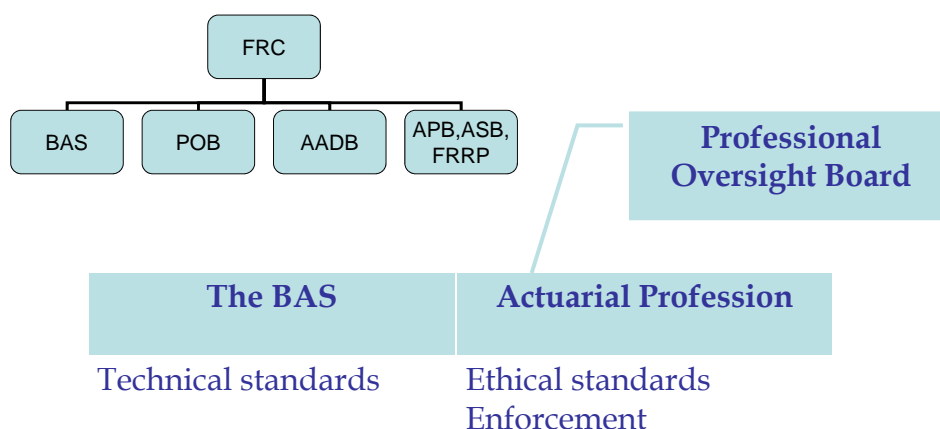 FRC
BAS
POB
AADB
APB,ASB,
FRRP
Professional
Oversight Board
The BAS
Actuarial Profession
Technical standards
Ethical standards
Enforcement